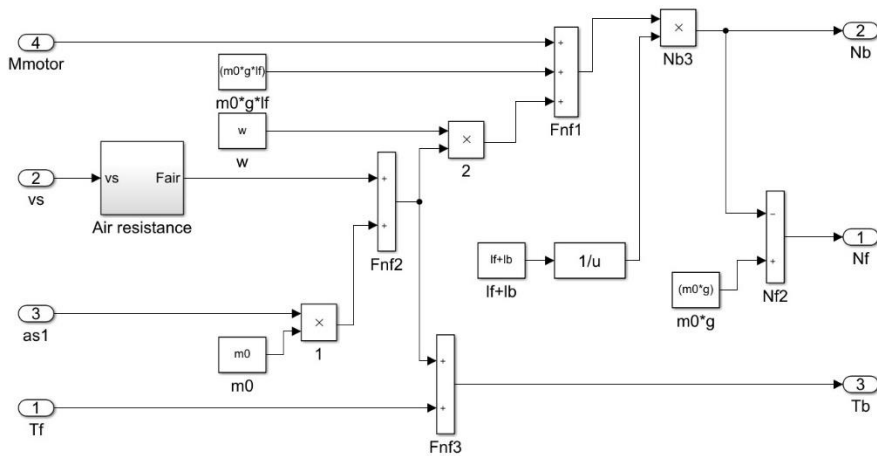 4
Mmotor
(m0*g*lf)
m0*g*lf
w
w
+
+
+
Fnf1
×
Nb3
2
Nb
×
2
2
vs
vs
Fair
Air resistance
+
+
Fnf2
lf+lb
lf+lb
1/u
(m0*g)
m0*g
−
+
Nf2
1
Nf
3
as1
×
1
m0
m0
1
Tf
+
+
Fnf3
3
Tb